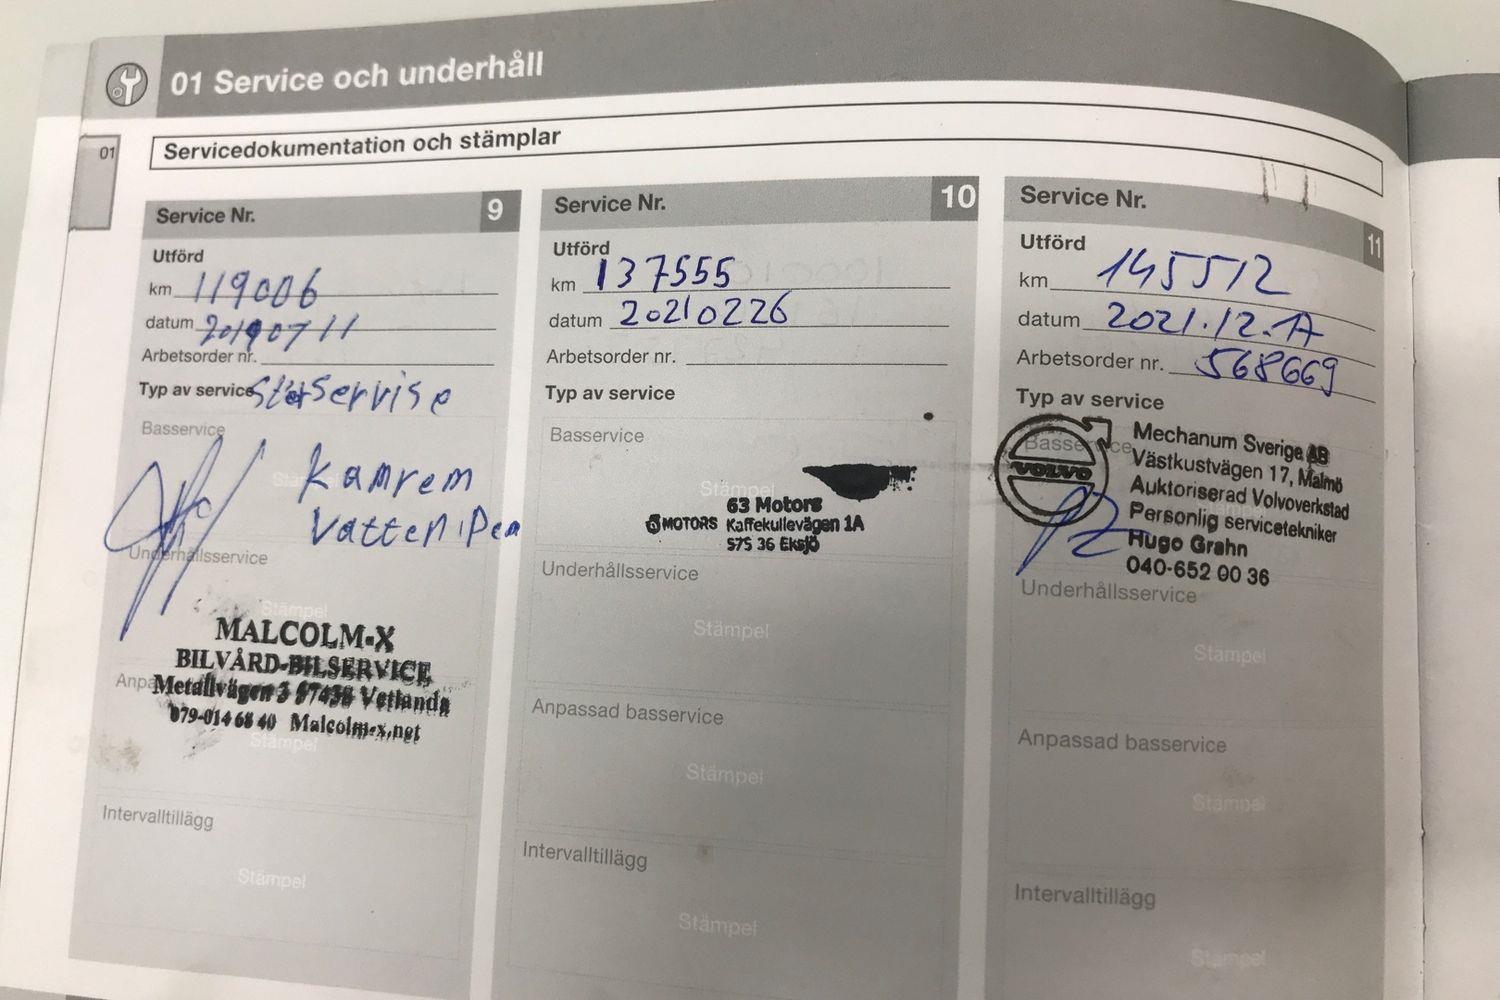 01 Service och underhåll
01
Servicedokumentation och stämplar
Service Nr. 9
Utförd
km 119006
datum 20190711
Arbetsorder nr.
Typ av service Stor Servise
Basservice
Kamrem
Vatten
Underhållsservice
Stämpel
MALCOLM-X
BILVÅRD-BILSERVICE
Metallvägen 3 57438 Vetlanda
079-014 68 40 Malcolm-x.net
Stämpel
Intervalltillägg
Stämpel
Service Nr. 10
Utförd
km 137555
datum 20210226
Arbetsorder nr.
Typ av service
Basservice
Stämpel
63 Motors
MOTORS Kaffekullevägen 1A
575 36 Eksjö
Underhållsservice
Stämpel
Anpassad basservice
Stämpel
Intervalltillägg
Stämpel
Service Nr. 11
Utförd
km 145512
datum 2021.12.
Arbetsorder nr. 568669
Typ av service
Basservice
VOLVO
Mechanum Sverige AB
Västkustvägen 17, Malmö
Auktoriserad Volvoverkstad
Personlig servicetekniker
Hugo Grahn
040-652 00 36
Underhållsservice
Stämpel
Anpassad basservice
Stämpel
Intervalltillägg
Stämpel